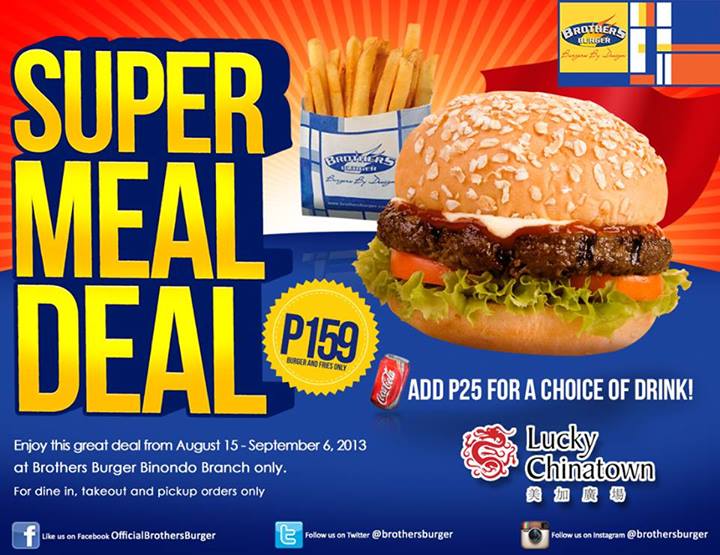 SUPER
MEAL
DEAL
BROTHERS
BURGER
Burgers By Design
BROTHERS
BURGER
Burgers By Design
P159
BURGER AND FRIES ONLY
Coca-Cola
ADD P25 FOR A CHOICE OF DRINK!
Enjoy this great deal from August 15 - September 6, 2013
at Brothers Burger Binondo Branch only.
For dine in, takeout and pickup orders only
Lucky
Chinatown
美加廣場
Like us on Facebook OfficialBrothersBurger
Follow us on Twitter @brothersburger
Follow us on Instagram @brothersburger